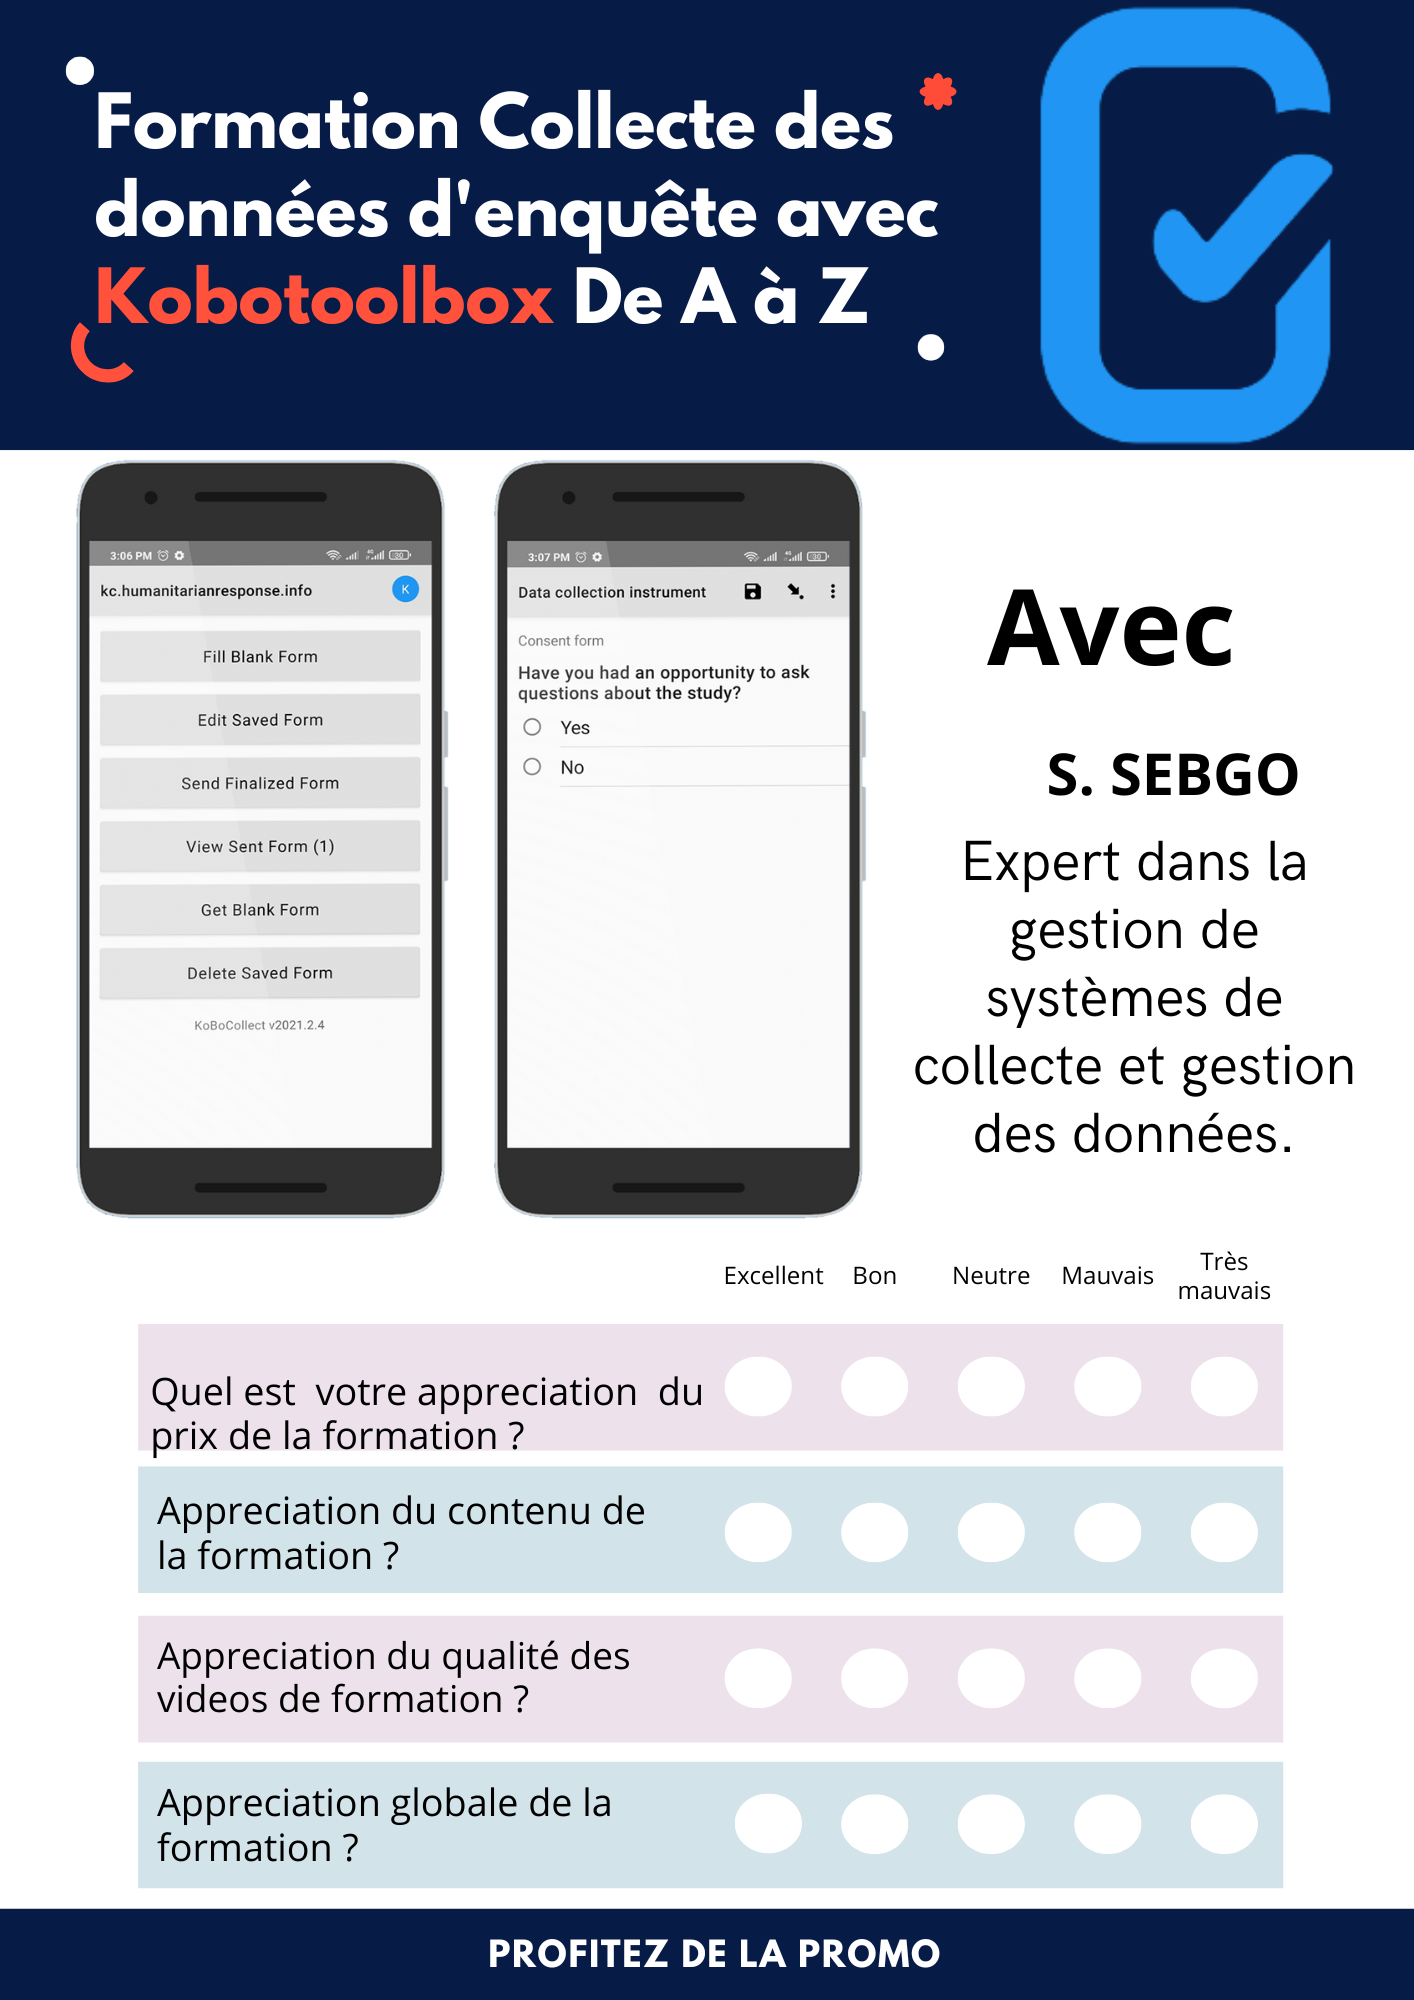 Formation Collecte des
données d'enquête avec
Kobotoolbox De A à Z
3:06 PM
kc.humanitarianresponse.info
K
Fill Blank Form
Edit Saved Form
Send Finalized Form
View Sent Form (1)
Get Blank Form
Delete Saved Form
KoBoCollect v2021.2.4
3:07 PM
Data collection instrument
Consent form
Have you had an opportunity to ask
questions about the study?
Yes
No
Avec
S. SEBGO
Expert dans la
gestion de
systèmes de
collecte et gestion
des données.
Excellent Bon Neutre Mauvais Très
mauvais
Quel est  votre appreciation  du
prix de la formation ?
Appreciation du contenu de
la formation ?
Appreciation du qualité des
videos de formation ?
Appreciation globale de la
formation ?
PROFITEZ DE LA PROMO